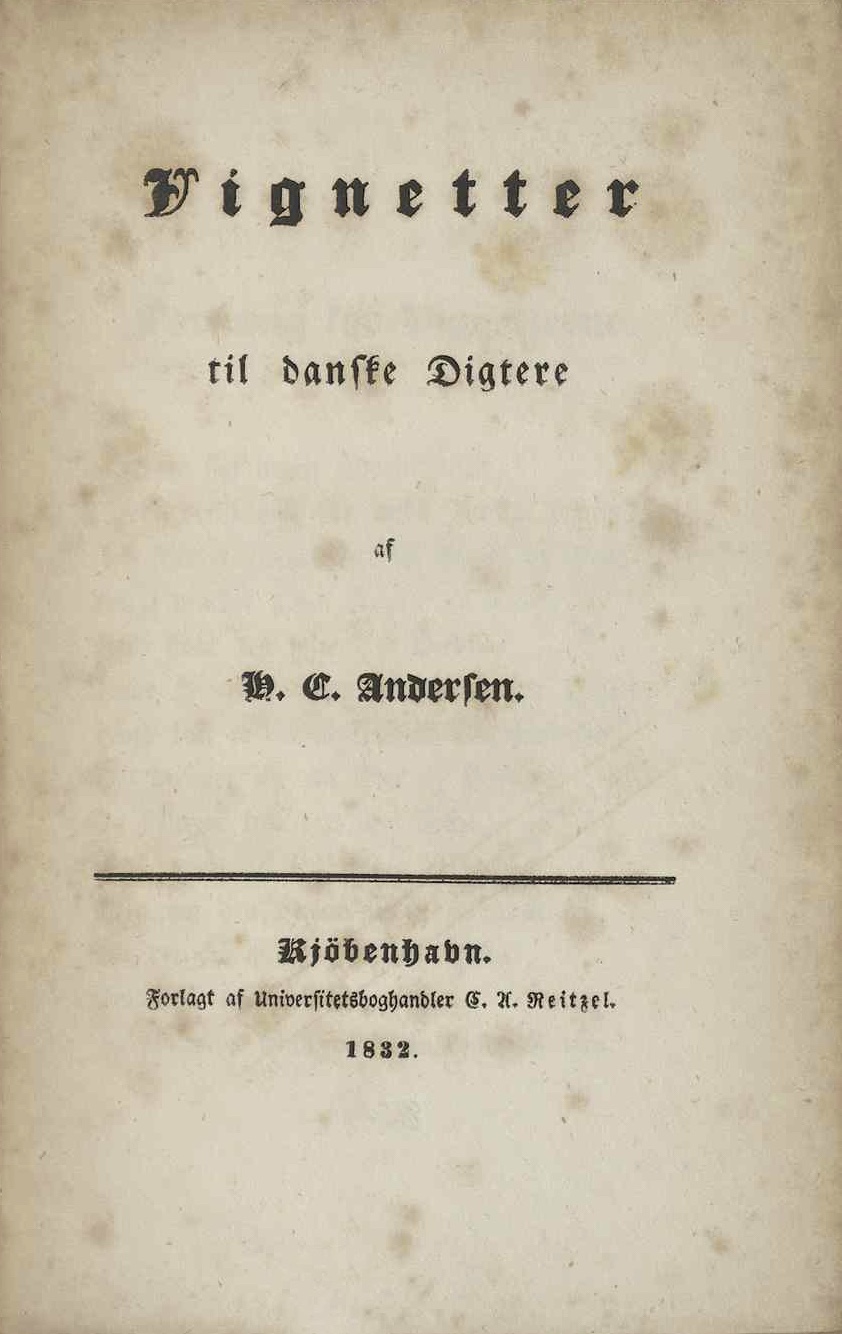 Vignetter
til danske Digtere
af
H. C. Andersen.
Kjöbenhavn.
Forlagt af Universitetsboghandler C. A. Reitzel.
1832.